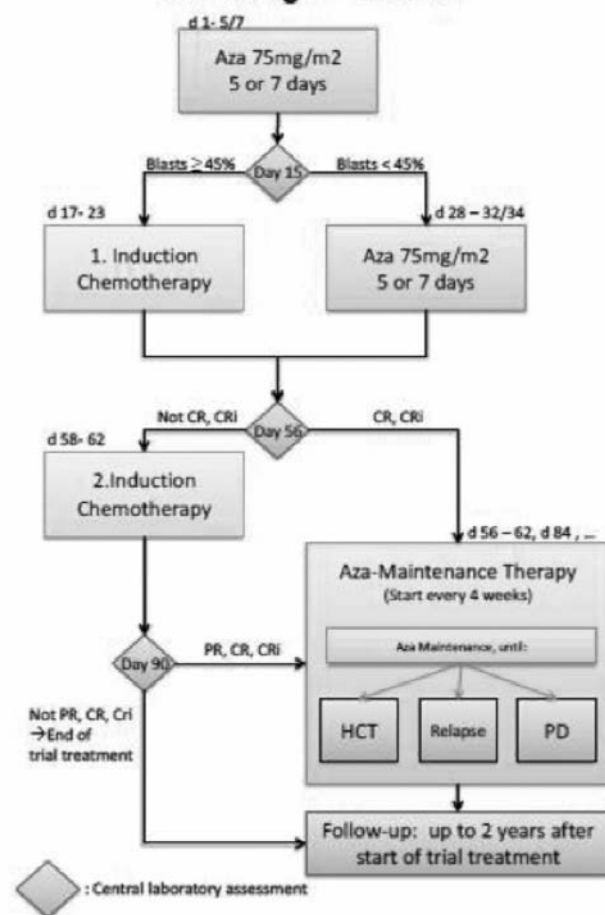 d 1- 5/7
Aza 75mg/m2
5 or 7 days
Blasts ≥ 45%
Day 15
Blasts < 45%
d 17- 23
d 28 – 32/34
1. Induction
Chemotherapy
Aza 75mg/m2
5 or 7 days
Not CR, CRi
Day 56
CR, CRi
d 58- 62
2.Induction
Chemotherapy
d 56 – 62, d 84 , ...
Aza-Maintenance Therapy
(Start every 4 weeks)
Aza Maintenance, until:
Day 90
PR, CR, CRi
HCT
Relapse
PD
Not PR, CR, Cri
→End of
trial treatment
Follow-up: up to 2 years after
start of trial treatment
: Central laboratory assessment